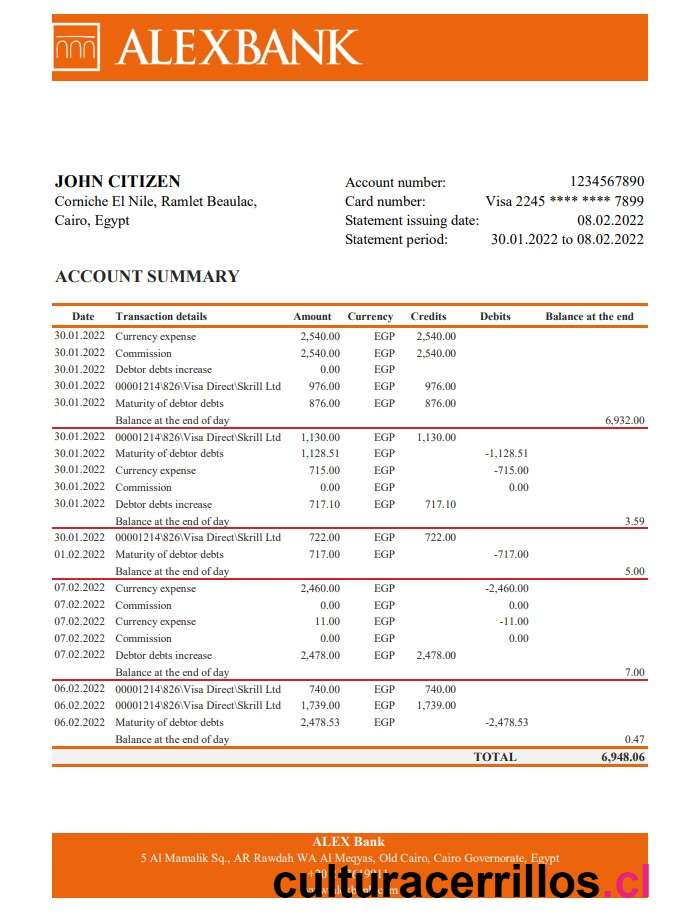 ALEXBANK
JOHN CITIZEN
Corniche El Nile, Ramlet Beaulac,
Cairo, Egypt
Account number: 1234567890
Card number: Visa 2245 **** **** 7899
Statement issuing date: 08.02.2022
Statement period: 30.01.2022 to 08.02.2022
ACCOUNT SUMMARY
Date Transaction details Amount Currency Credits Debits Balance at the end
30.01.2022 Currency expense 2,540.00 EGP 2,540.00
30.01.2022 Commission 2,540.00 EGP 2,540.00
30.01.2022 Debtor debts increase 0.00 EGP
30.01.2022 00001214\826\Visa Direct\Skrill Ltd 976.00 EGP 976.00
30.01.2022 Maturity of debtor debts 876.00 EGP 876.00
Balance at the end of day 6,932.00
30.01.2022 00001214\826\Visa Direct\Skrill Ltd 1,130.00 EGP 1,130.00
30.01.2022 Maturity of debtor debts 1,128.51 EGP -1,128.51
30.01.2022 Currency expense 715.00 EGP -715.00
30.01.2022 Commission 0.00 EGP 0.00
30.01.2022 Debtor debts increase 717.10 EGP 717.10
Balance at the end of day 3.59
30.01.2022 00001214\826\Visa Direct\Skrill Ltd 722.00 EGP 722.00
01.02.2022 Maturity of debtor debts 717.00 EGP -717.00
Balance at the end of day 5.00
07.02.2022 Currency expense 2,460.00 EGP -2,460.00
07.02.2022 Commission 0.00 EGP 0.00
07.02.2022 Currency expense 11.00 EGP -11.00
07.02.2022 Commission 0.00 EGP 0.00
07.02.2022 Debtor debts increase 2,478.00 EGP 2,478.00
Balance at the end of day 7.00
06.02.2022 00001214\826\Visa Direct\Skrill Ltd 740.00 EGP 740.00
06.02.2022 00001214\826\Visa Direct\Skrill Ltd 1,739.00 EGP 1,739.00
06.02.2022 Maturity of debtor debts 2,478.53 EGP -2,478.53
Balance at the end of day 0.47
TOTAL 6,948.06
ALEX Bank
5 Al Mamalik Sq., AR Rawdah WA Al Meqyas, Old Cairo, Cairo Governorate, Egypt
culturacerrillos.cl